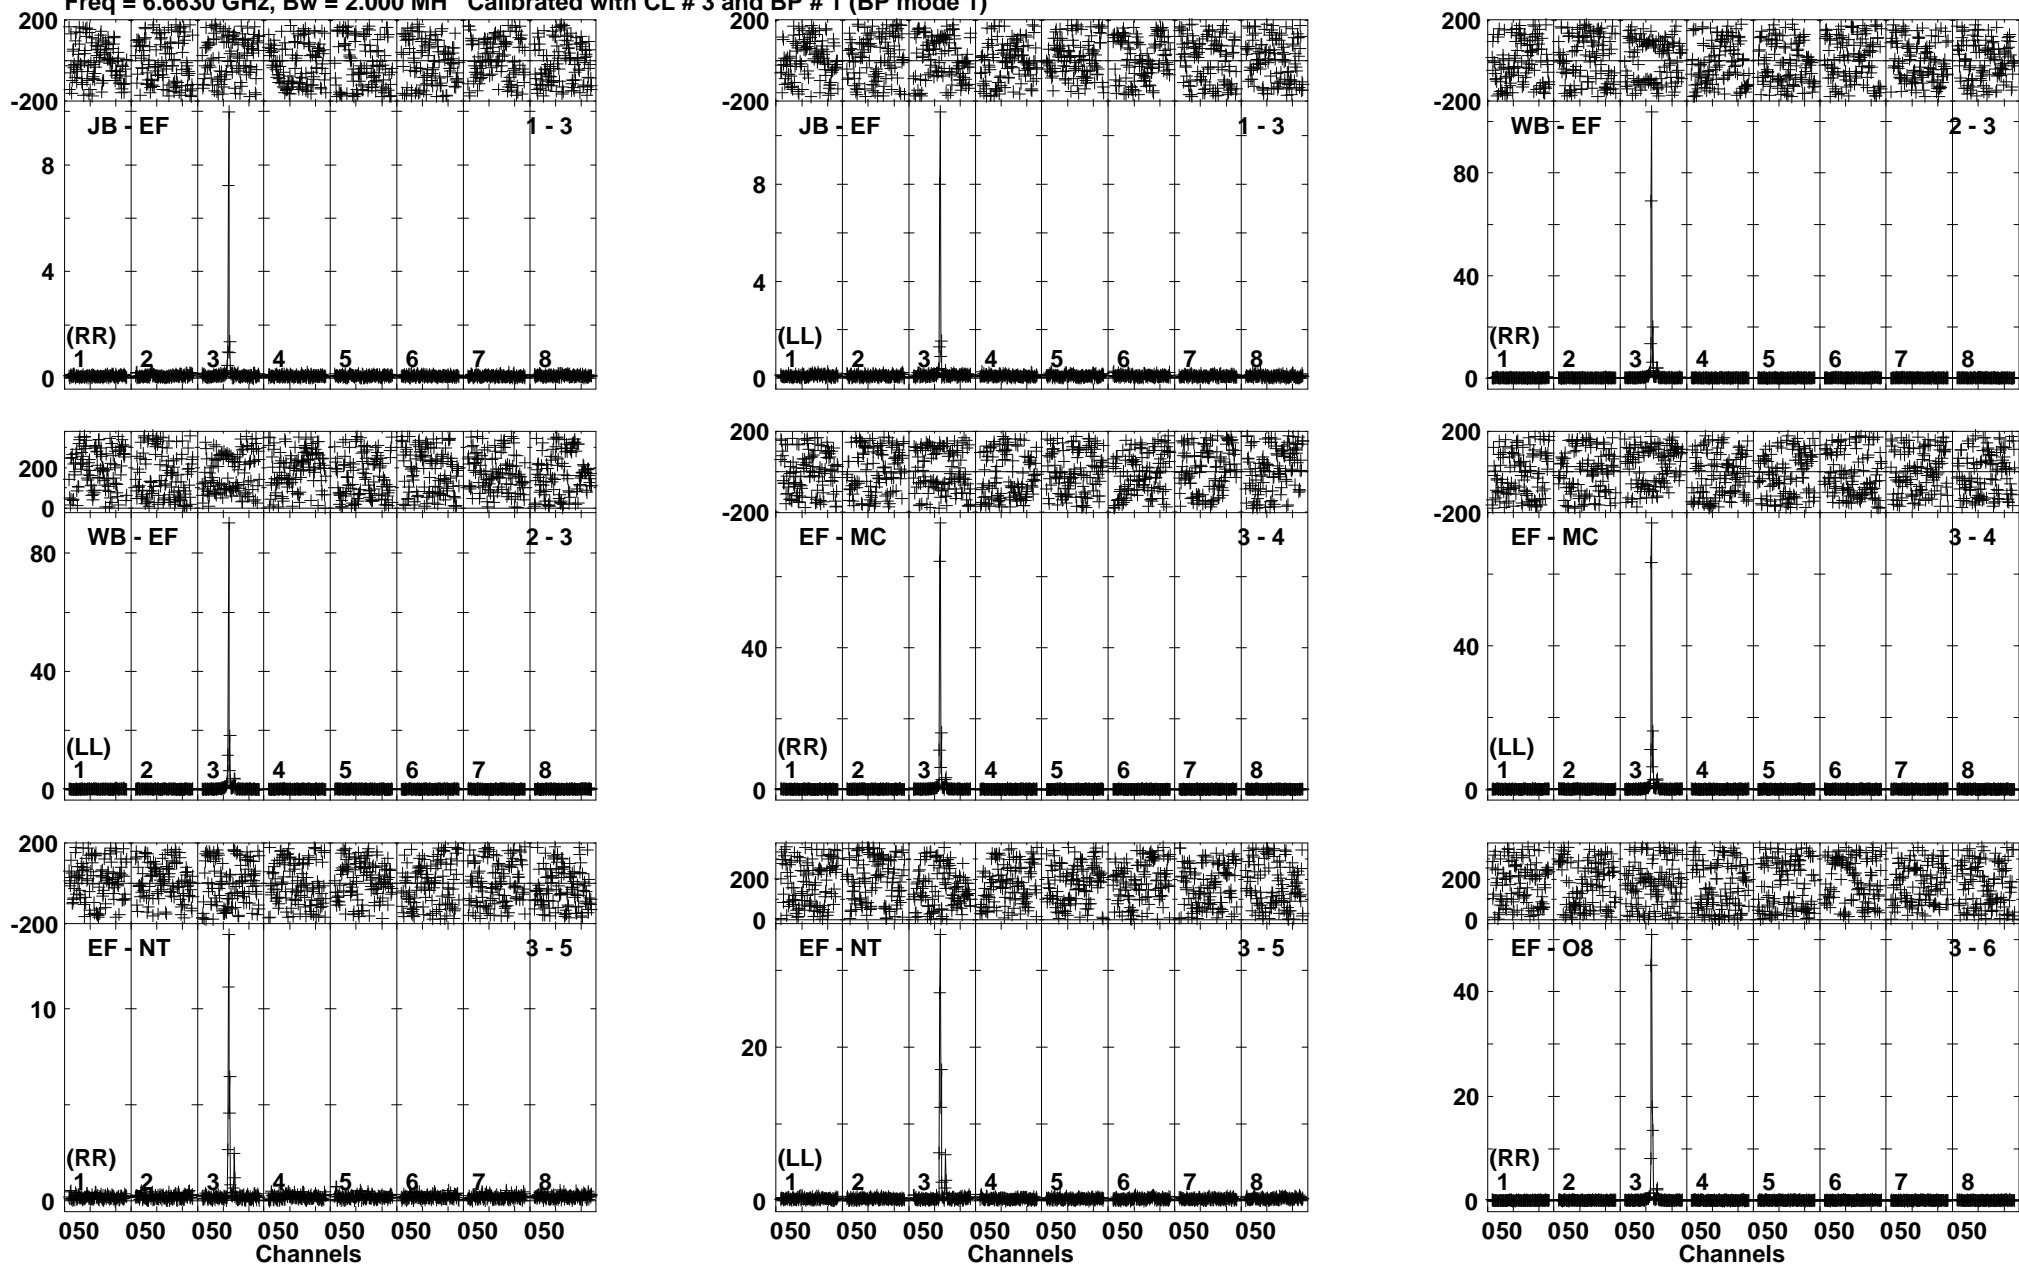 Freq = 6.6630 GHz, Bw = 2.000 MH Calibrated with CL # 3 and BP # 1 (BP mode 1)
200
-200
JB - EF 1 - 3
8
4
(RR)
1 2 3 4 5 6 7 8
0
JB - EF 1 - 3
200
-200
8
4
(LL)
1 2 3 4 5 6 7 8
0
200
-200
WB - EF 2 - 3
80
40
(RR)
1 2 3 4 5 6 7 8
0
200
0
WB - EF 2 - 3
80
40
(LL)
1 2 3 4 5 6 7 8
0
200
-200
EF - MC 3 - 4
40
(RR)
1 2 3 4 5 6 7 8
0
200
-200
EF - MC 3 - 4
40
(LL)
1 2 3 4 5 6 7 8
0
200
-200
EF - NT 3 - 5
10
(RR)
1 2 3 4 5 6 7 8
0
050 050 050 050 050 050 050 050
Channels
200
0
EF - NT 3 - 5
20
(LL)
1 2 3 4 5 6 7 8
0
050 050 050 050 050 050 050 050
Channels
200
0
EF - O8 3 - 6
40
20
(RR)
1 2 3 4 5 6 7 8
0
050 050 050 050 050 050 050 050
Channels